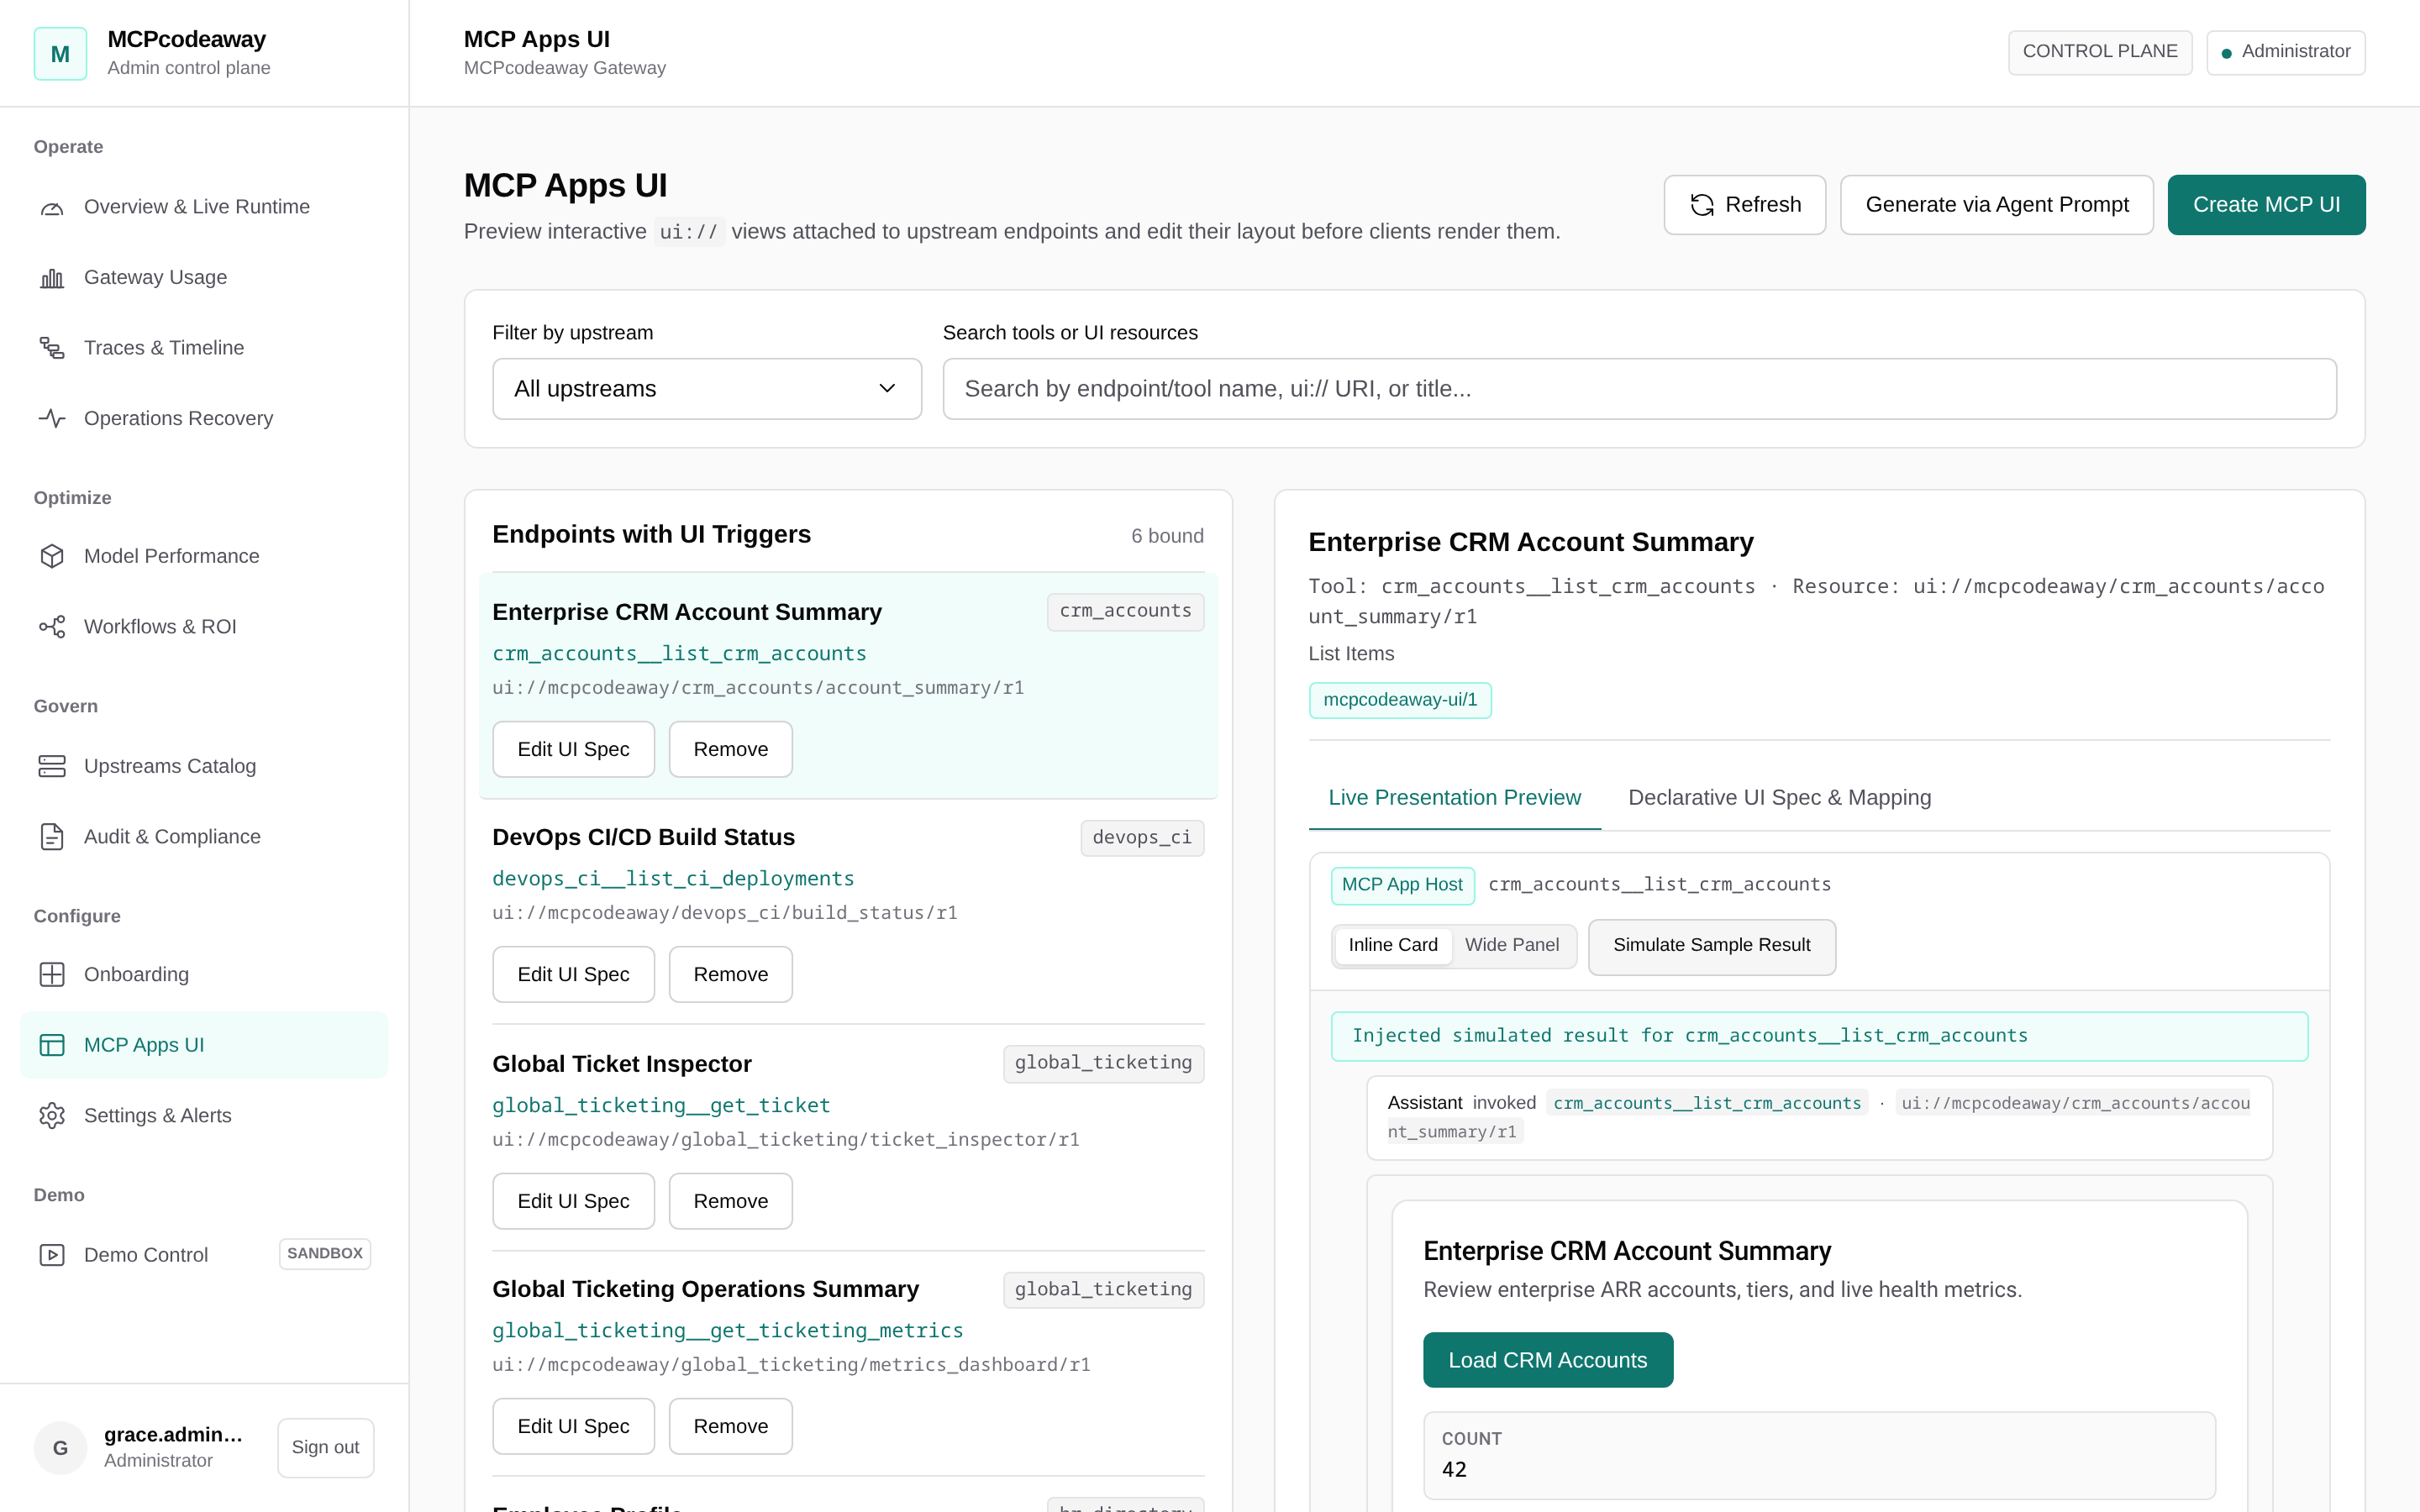 M
MCPcodeaway
Admin control plane
Operate
Overview & Live Runtime
Gateway Usage
Traces & Timeline
Operations Recovery
Optimize
Model Performance
Workflows & ROI
Govern
Upstreams Catalog
Audit & Compliance
Configure
Onboarding
MCP Apps UI
Settings & Alerts
Demo
Demo Control
SANDBOX
G
grace.admin…
Administrator
Sign out
MCP Apps UI
MCPcodeaway Gateway
CONTROL PLANE
Administrator
MCP Apps UI
Preview interactive ui:// views attached to upstream endpoints and edit their layout before clients render them.
Refresh
Generate via Agent Prompt
Create MCP UI
Filter by upstream
All upstreams
Search tools or UI resources
Search by endpoint/tool name, ui:// URI, or title...
Endpoints with UI Triggers
6 bound
Enterprise CRM Account Summary
crm_accounts
crm_accounts__list_crm_accounts
ui://mcpcodeaway/crm_accounts/account_summary/r1
Edit UI Spec
Remove
DevOps CI/CD Build Status
devops_ci
devops_ci__list_ci_deployments
ui://mcpcodeaway/devops_ci/build_status/r1
Edit UI Spec
Remove
Global Ticket Inspector
global_ticketing
global_ticketing__get_ticket
ui://mcpcodeaway/global_ticketing/ticket_inspector/r1
Edit UI Spec
Remove
Global Ticketing Operations Summary
global_ticketing
global_ticketing__get_ticketing_metrics
ui://mcpcodeaway/global_ticketing/metrics_dashboard/r1
Edit UI Spec
Remove
Employee Profile
hr_directory
Enterprise CRM Account Summary
Tool: crm_accounts__list_crm_accounts · Resource: ui://mcpcodeaway/crm_accounts/acco
unt_summary/r1
List Items
mcpcodeaway-ui/1
Live Presentation Preview
Declarative UI Spec & Mapping
MCP App Host
crm_accounts__list_crm_accounts
Inline Card
Wide Panel
Simulate Sample Result
Injected simulated result for crm_accounts__list_crm_accounts
Assistant invoked crm_accounts__list_crm_accounts · ui://mcpcodeaway/crm_accounts/accou
nt_summary/r1
Enterprise CRM Account Summary
Review enterprise ARR accounts, tiers, and live health metrics.
Load CRM Accounts
COUNT
42